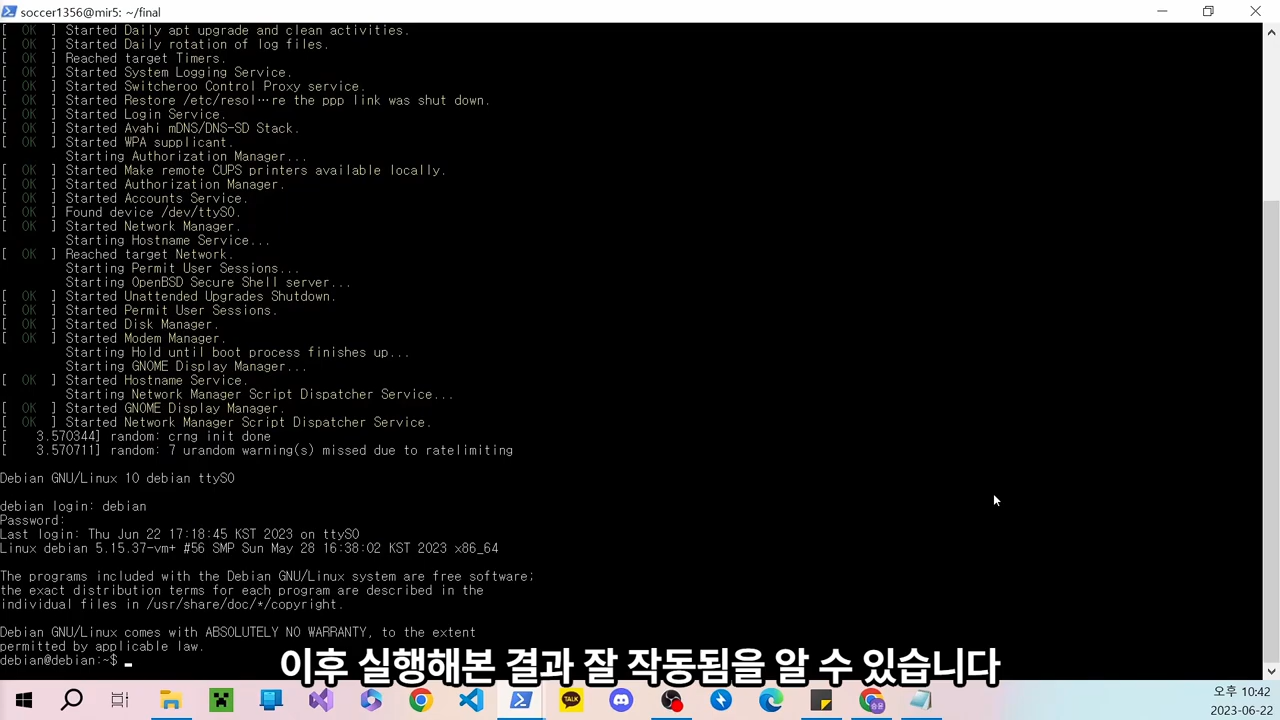 soccer1356@mir5: ~/final
[  OK  ] Started Daily apt upgrade and clean activities.
[  OK  ] Started Daily rotation of log files.
[  OK  ] Reached target Timers.
[  OK  ] Started System Logging Service.
[  OK  ] Started Switcheroo Control Proxy service.
[  OK  ] Started Restore /etc/resol…re the ppp link was shut down.
[  OK  ] Started Login Service.
[  OK  ] Started Avahi mDNS/DNS-SD Stack.
[  OK  ] Started WPA supplicant.
Starting Authorization Manager...
[  OK  ] Started Make remote CUPS printers available locally.
[  OK  ] Started Authorization Manager.
[  OK  ] Started Accounts Service.
[  OK  ] Found device /dev/ttyS0.
[  OK  ] Started Network Manager.
Starting Hostname Service...
[  OK  ] Reached target Network.
Starting Permit User Sessions...
Starting OpenBSD Secure Shell server...
[  OK  ] Started Unattended Upgrades Shutdown.
[  OK  ] Started Permit User Sessions.
[  OK  ] Started Disk Manager.
[  OK  ] Started Modem Manager.
Starting Hold until boot process finishes up...
Starting GNOME Display Manager...
[  OK  ] Started Hostname Service.
Starting Network Manager Script Dispatcher Service...
[  OK  ] Started GNOME Display Manager.
[  OK  ] Started Network Manager Script Dispatcher Service.
[    3.570344] random: crng init done
[    3.570711] random: 7 urandom warning(s) missed due to ratelimiting
Debian GNU/Linux 10 debian ttyS0
debian login: debian
Password:
Last login: Thu Jun 22 17:18:45 KST 2023 on ttyS0
Linux debian 5.15.37-vm+ #56 SMP Sun May 28 16:38:02 KST 2023 x86_64
The programs included with the Debian GNU/Linux system are free software;
the exact distribution terms for each program are described in the
individual files in /usr/share/doc/*/copyright.
Debian GNU/Linux comes with ABSOLUTELY NO WARRANTY, to the extent
permitted by applicable law.
debian@debian:~$
이후 실행해본 결과 잘 작동됨을 알 수 있습니다
TALK
오후 10:42
2023-06-22